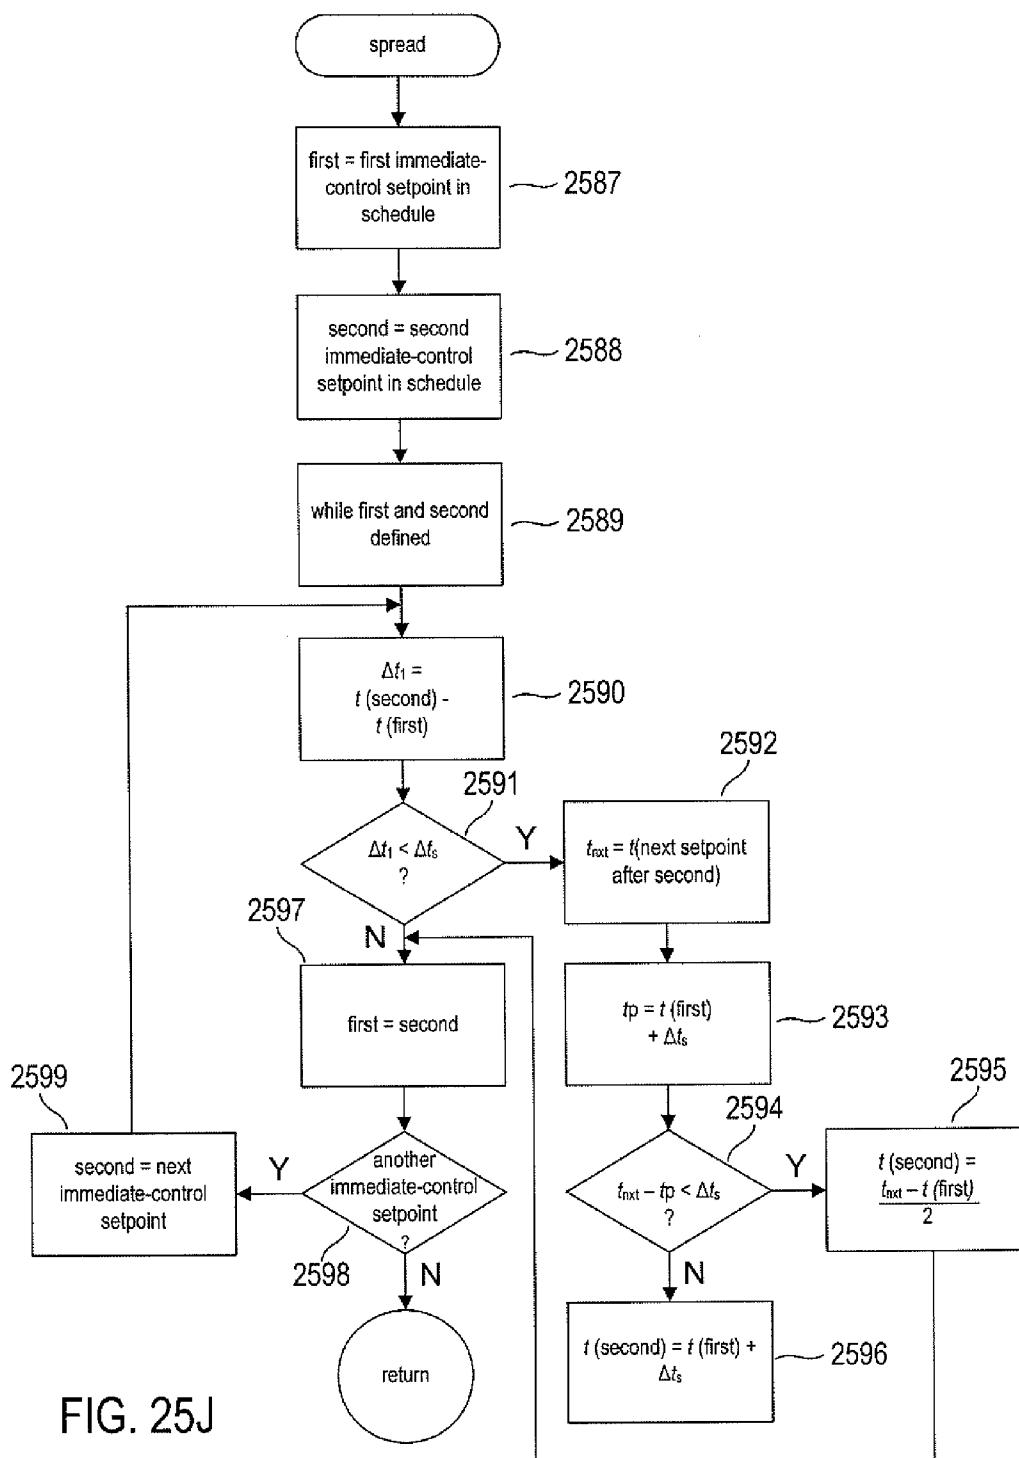 spread
first = first immediate-
control setpoint in
schedule
2587
second = second
immediate-control
setpoint in schedule
2588
while first and second
defined
2589
Δt₁ =
t (second) -
t (first)
2590
2591
Δt₁ < Δtₛ
?
Y
N
2592
tₙₓₜ = t(next setpoint
after second)
2593
tp = t (first)
+ Δtₛ
2594
tₙₓₜ – tp < Δtₛ
?
Y
N
2595
t (second) =
tₙₓₜ – t (first)
2
t (second) = t (first) +
Δtₛ
2596
2597
first = second
another
immediate-control
setpoint
?
2598
Y
N
2599
second = next
immediate-control
setpoint
return
FIG. 25J